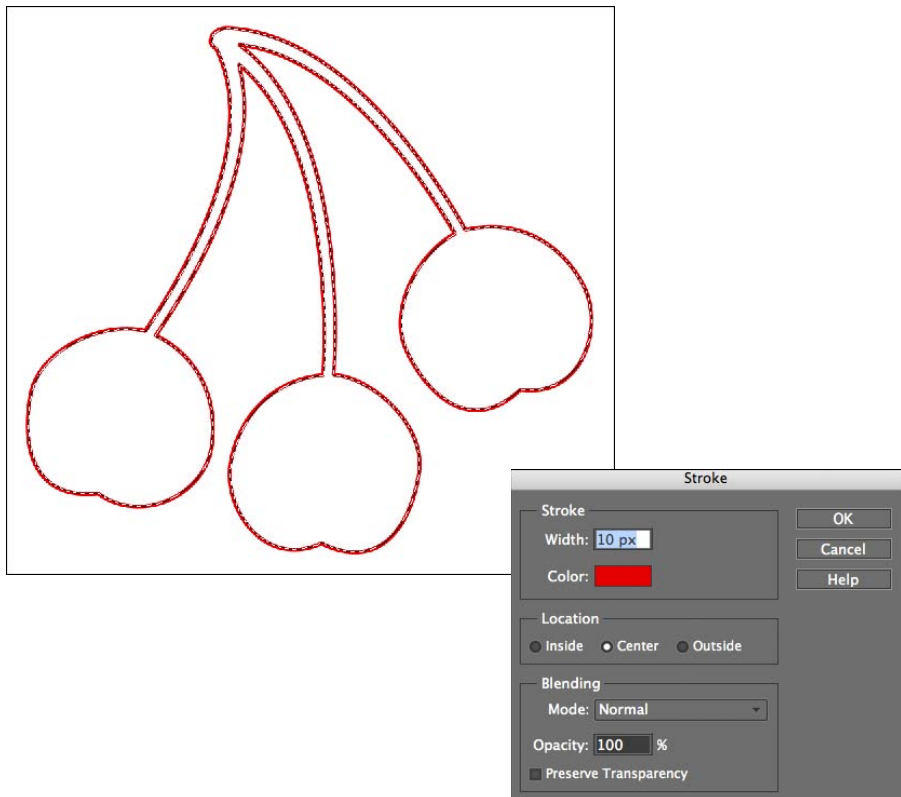 Stroke
Stroke
Width: 10 px
Color:
OK
Cancel
Help
Location
Inside Center Outside
Blending
Mode: Normal
Opacity: 100 %
Preserve Transparency